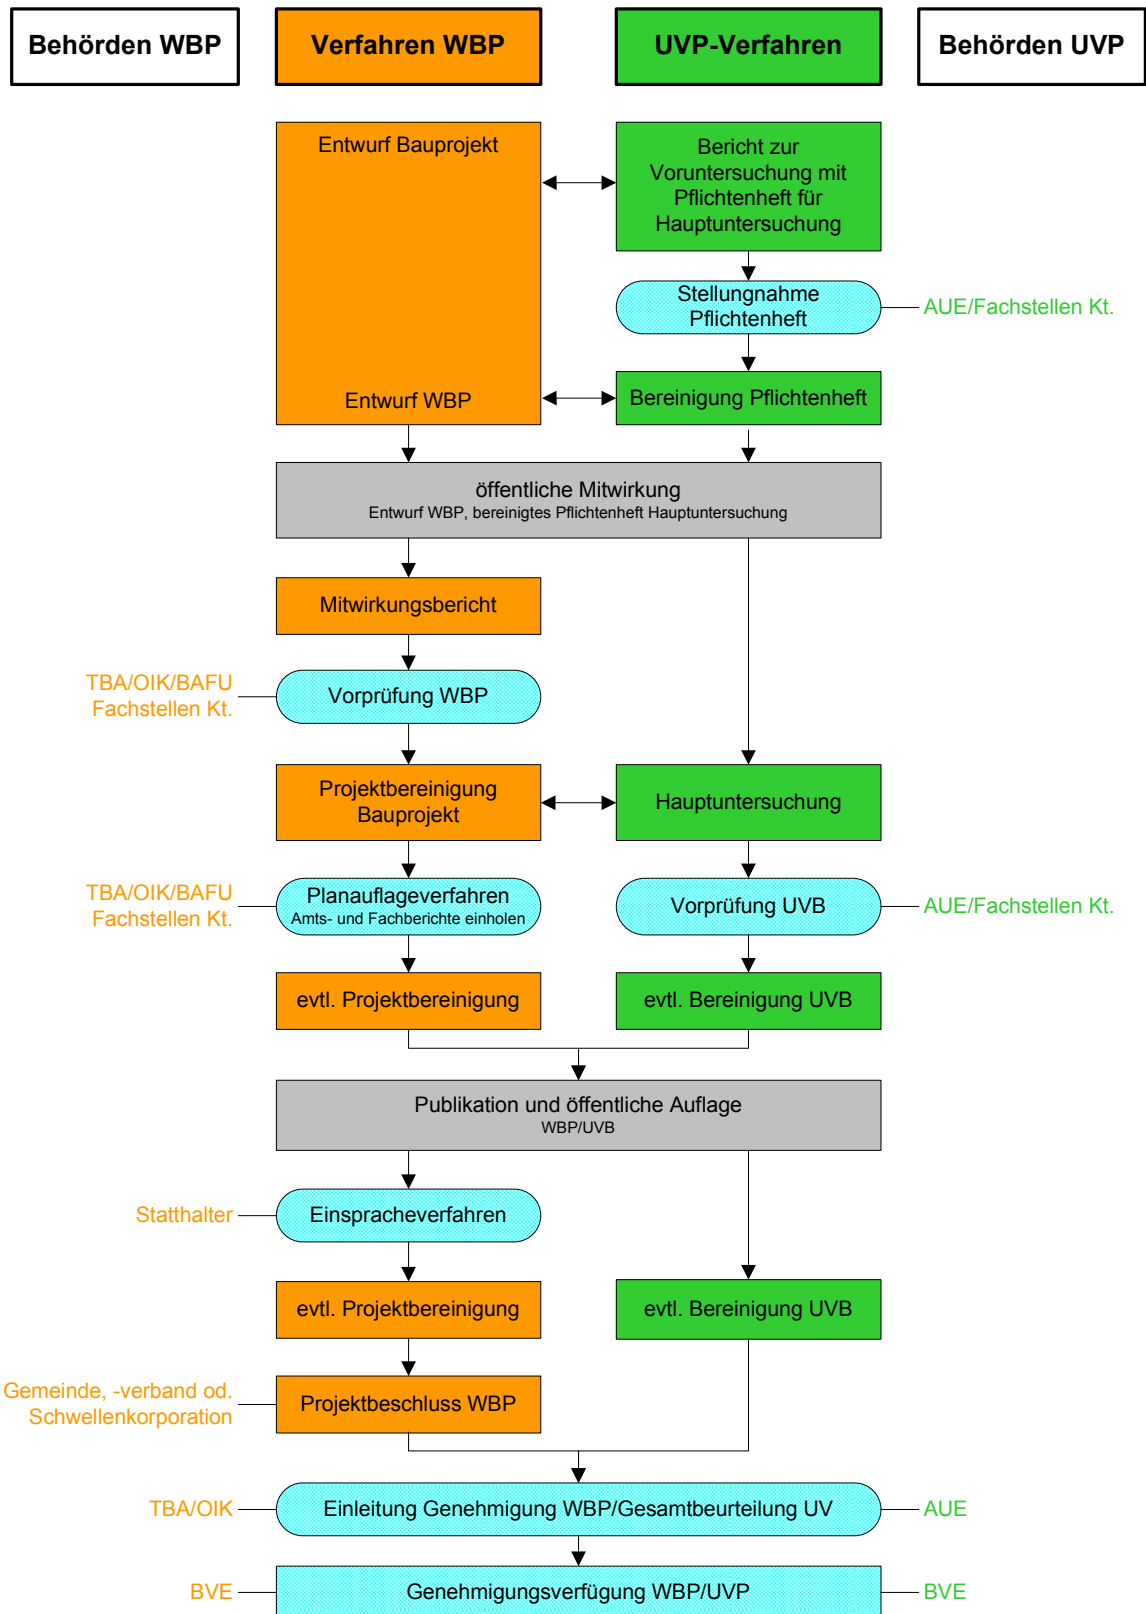 Behörden WBP
Verfahren WBP
UVP-Verfahren
Behörden UVP
Entwurf Bauprojekt
Bericht zur
Voruntersuchung mit
Pflichtenheft für
Hauptuntersuchung
Stellungnahme
Pflichtenheft
AUE/Fachstellen Kt.
Entwurf WBP
Bereinigung Pflichtenheft
öffentliche Mitwirkung
Entwurf WBP, bereinigtes Pflichtenheft Hauptuntersuchung
Mitwirkungsbericht
TBA/OIK/BAFU
Fachstellen Kt.
Vorprüfung WBP
Projektbereinigung
Bauprojekt
Hauptuntersuchung
TBA/OIK/BAFU
Fachstellen Kt.
Planauflageverfahren
Amts- und Fachberichte einholen
Vorprüfung UVB
AUE/Fachstellen Kt.
evtl. Projektbereinigung
evtl. Bereinigung UVB
Publikation und öffentliche Auflage
WBP/UVB
Statthalter
Einspracheverfahren
evtl. Projektbereinigung
evtl. Bereinigung UVB
Gemeinde, -verband od.
Schwellenkorporation
Projektbeschluss WBP
TBA/OIK
Einleitung Genehmigung WBP/Gesamtbeurteilung UV
AUE
BVE
Genehmigungsverfügung WBP/UVP
BVE